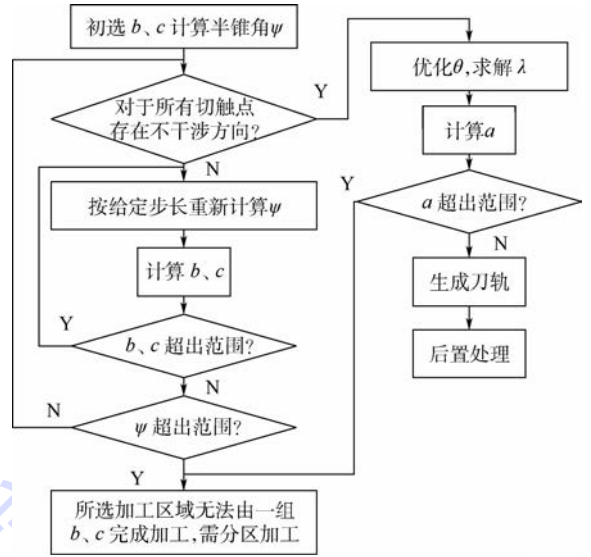 初选 b、c 计算半锥角ψ
对于所有切触点
存在不干涉方向?
Y
N
按给定步长重新计算ψ
计算 b、c
Y
b、c 超出范围?
N
N
ψ 超出范围?
Y
所选加工区域无法由一组
b、c 完成加工,需分区加工
优化θ,求解 λ
计算a
Y
a 超出范围?
N
生成刀轨
后置处理